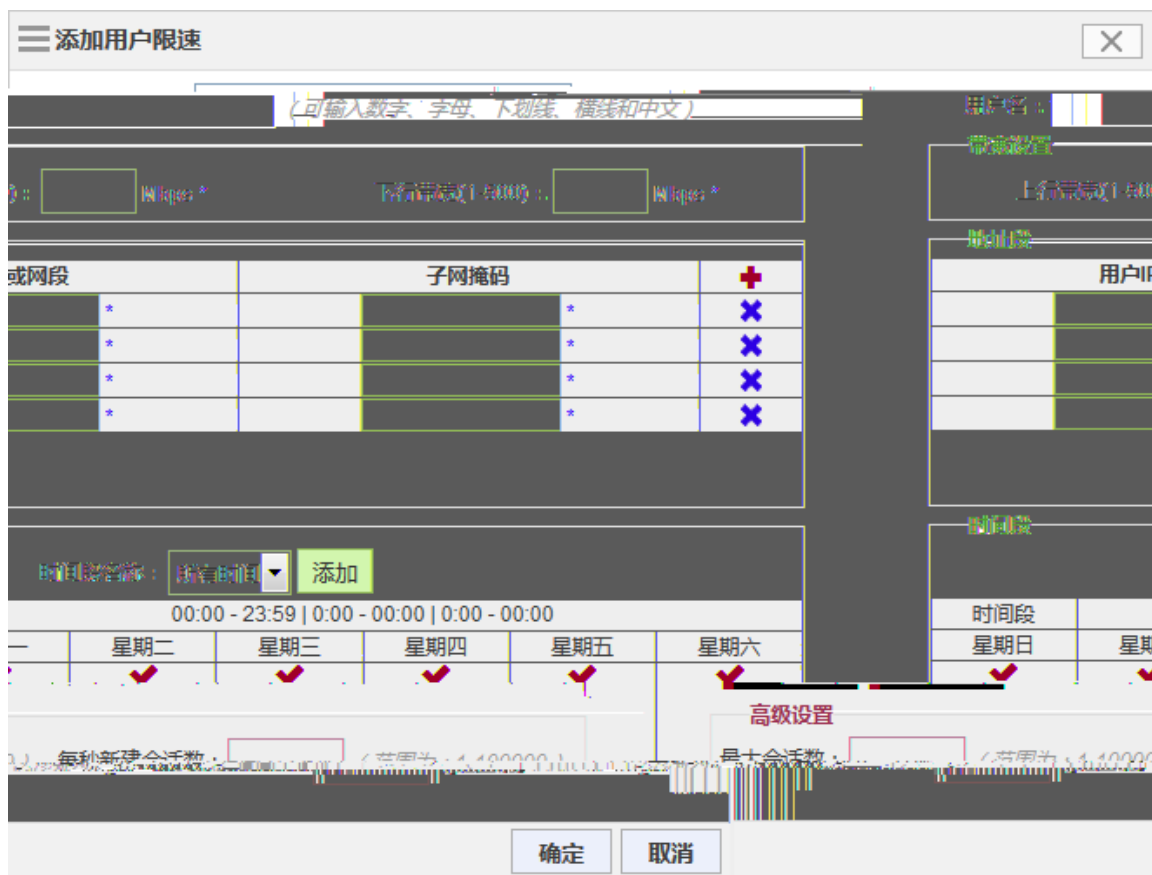 添加用户限速
(可输入数字、字母、下划线、横线和中文) 用户名：
带宽设置
Mbps * 下行带宽(1-500)： Mbps * 上行带宽(1-
地址段
或网段 子网掩码 用户IP
*  *
*  *
*  *
*  *
时间段
时间段名称： 所有时间 添加
00:00 - 23:59 | 0:00 - 00:00 | 0:00 - 00:00 时间段
一 星期二 星期三 星期四 星期五 星期六 星期日 星期
高级设置
每秒新建会话数： (范围为：1-100000) 最大会话数： (范围为：1-10000
确定 取消